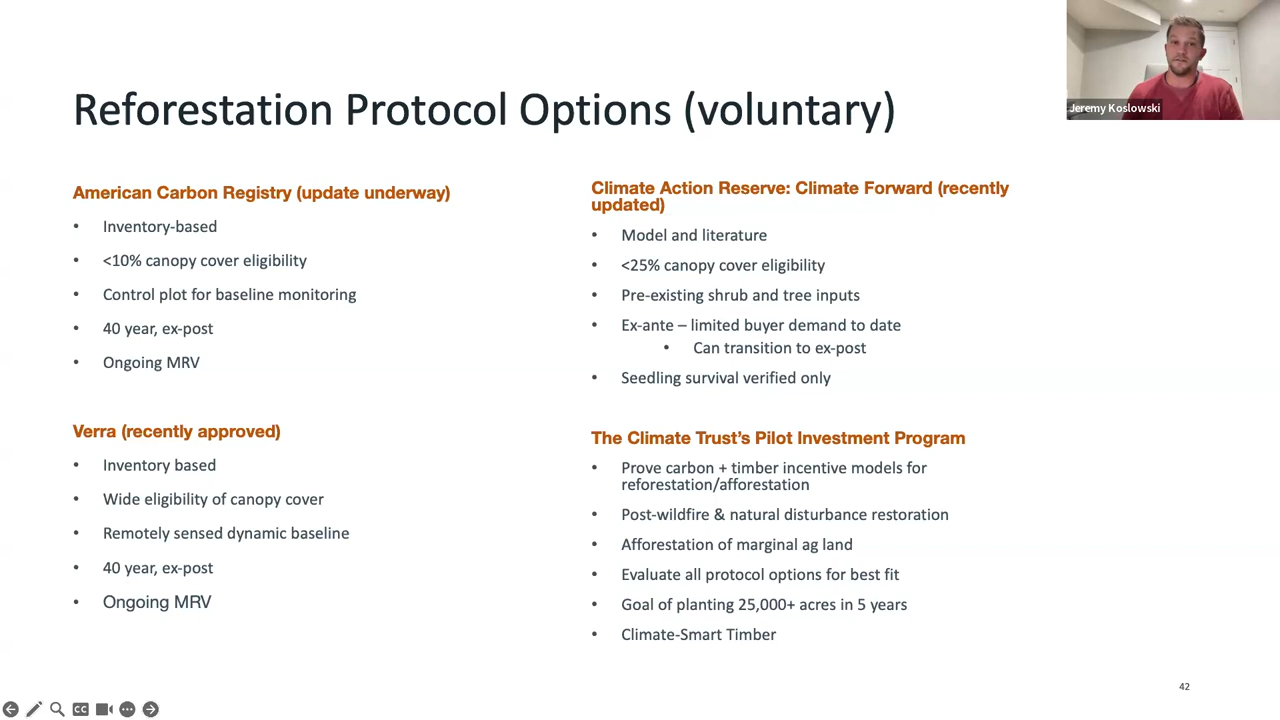 Jeremy Koslowski
Reforestation Protocol Options (voluntary)
American Carbon Registry (update underway)
• Inventory-based
• <10% canopy cover eligibility
• Control plot for baseline monitoring
• 40 year, ex-post
• Ongoing MRV
Verra (recently approved)
• Inventory based
• Wide eligibility of canopy cover
• Remotely sensed dynamic baseline
• 40 year, ex-post
• Ongoing MRV
Climate Action Reserve: Climate Forward (recently
updated)
• Model and literature
• <25% canopy cover eligibility
• Pre-existing shrub and tree inputs
• Ex-ante – limited buyer demand to date
• Can transition to ex-post
• Seedling survival verified only
The Climate Trust’s Pilot Investment Program
• Prove carbon + timber incentive models for
reforestation/afforestation
• Post-wildfire & natural disturbance restoration
• Afforestation of marginal ag land
• Evaluate all protocol options for best fit
• Goal of planting 25,000+ acres in 5 years
• Climate-Smart Timber
42
CC